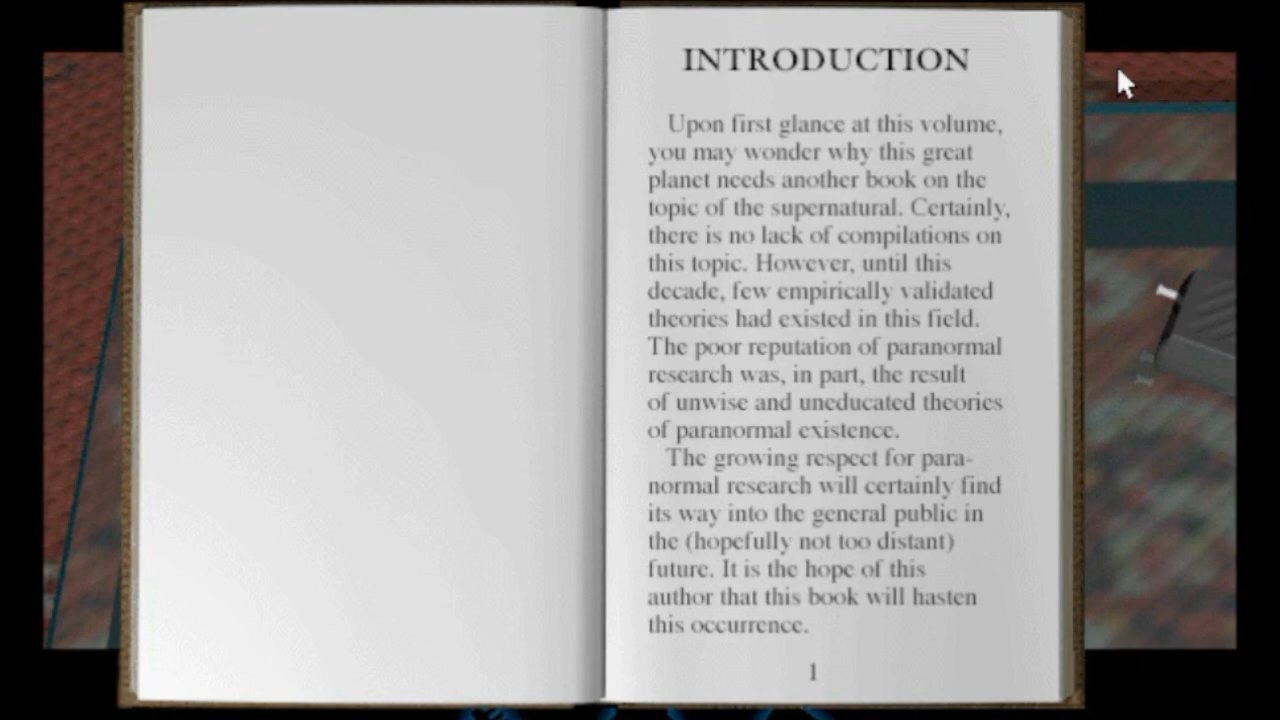 INTRODUCTION
Upon first glance at this volume,
you may wonder why this great
planet needs another book on the
topic of the supernatural. Certainly,
there is no lack of compilations on
this topic. However, until this
decade, few empirically validated
theories had existed in this field.
The poor reputation of paranormal
research was, in part, the result
of unwise and uneducated theories
of paranormal existence.
The growing respect for para-
normal research will certainly find
its way into the general public in
the (hopefully not too distant)
future. It is the hope of this
author that this book will hasten
this occurrence.
1